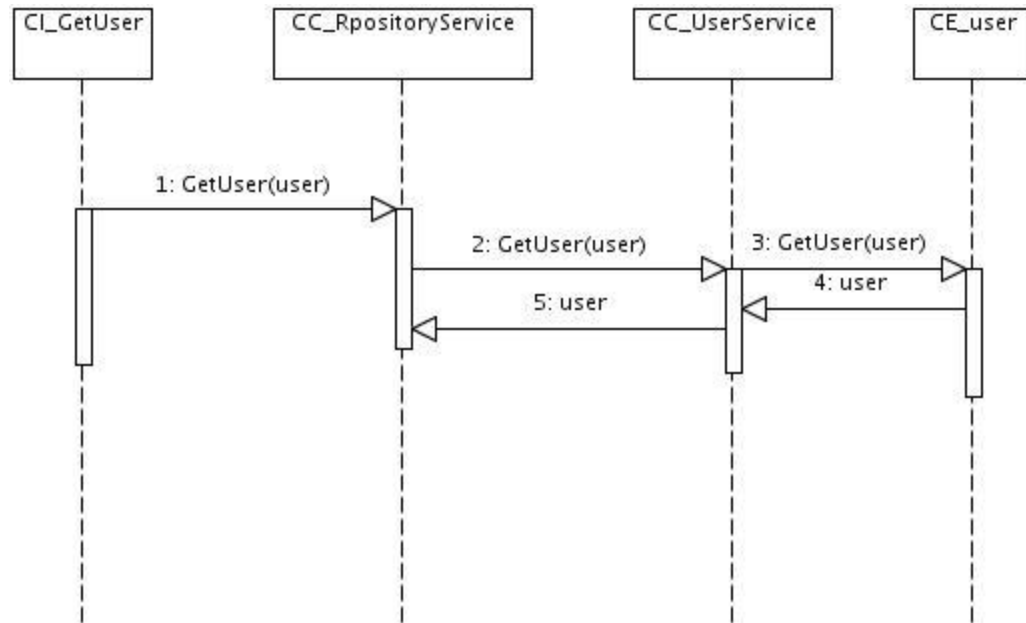 CI_GetUser
CC_RpositoryService
CC_UserService
CE_user
1: GetUser(user)
2: GetUser(user)
3: GetUser(user)
4: user
5: user